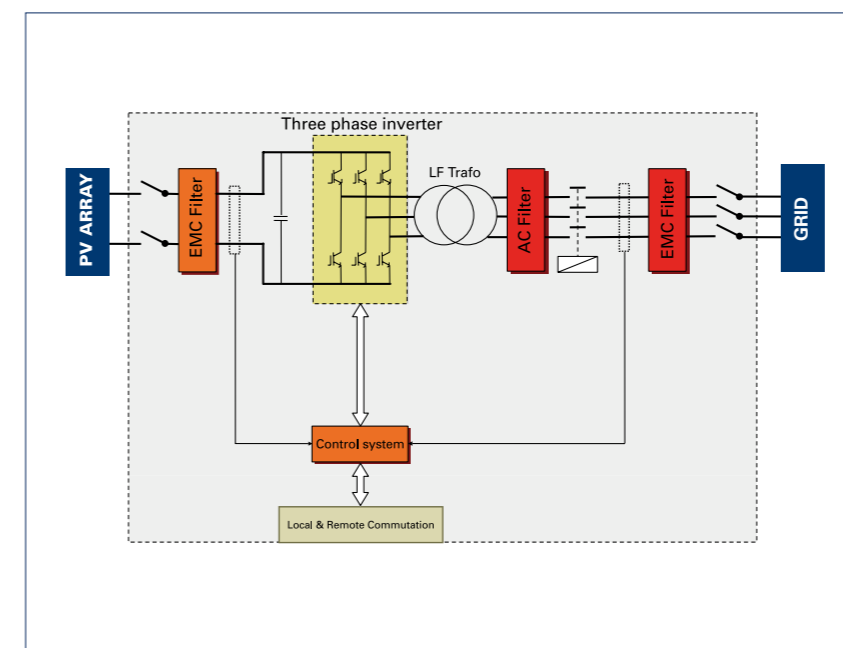 Three phase inverter
PV ARRAY
EMC Filter
LF Trafo
AC Filter
EMC Filter
GRID
Control system
Local & Remote Commutation